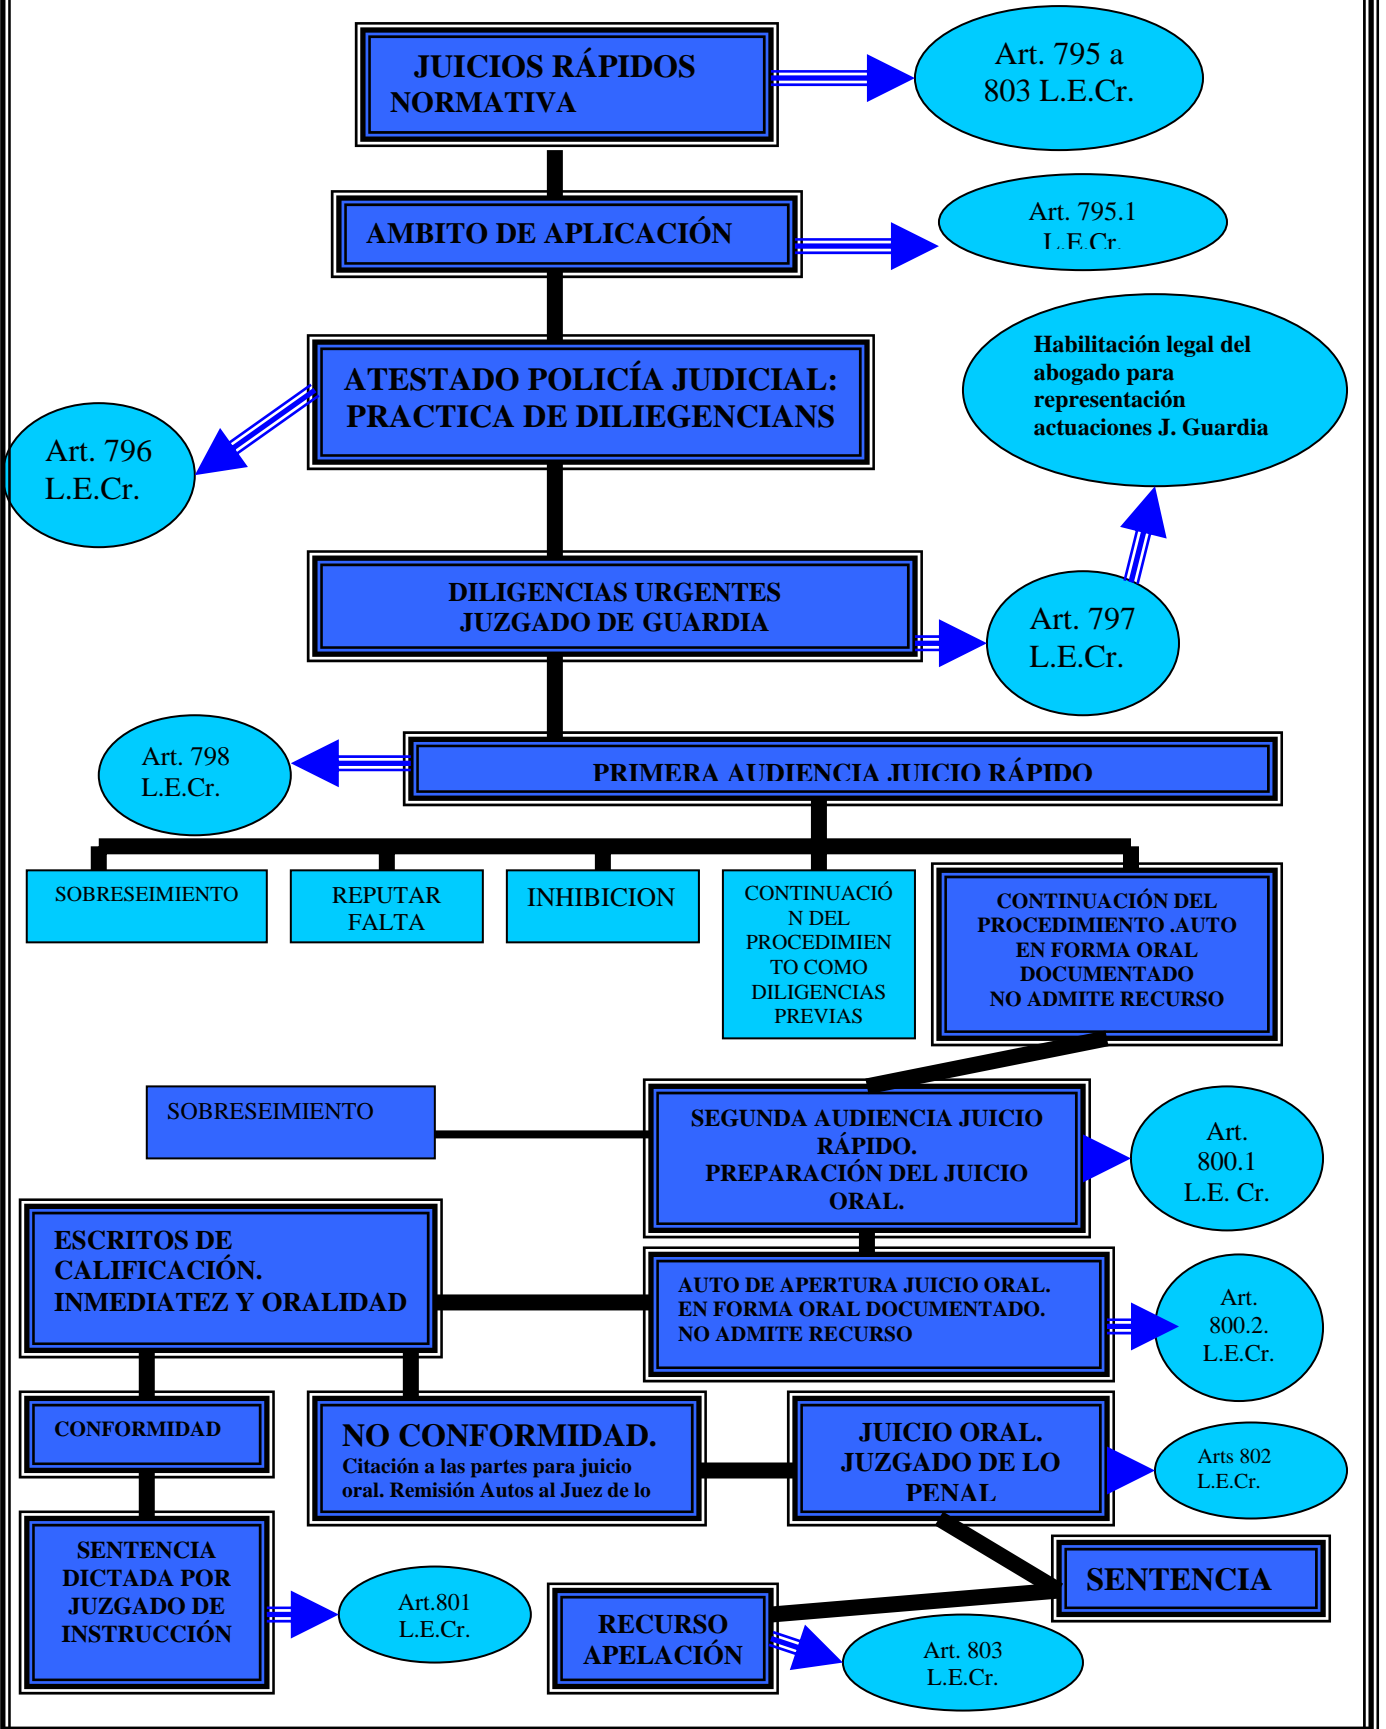 JUICIOS RÁPIDOS
NORMATIVA
Art. 795 a
803 L.E.Cr.
AMBITO DE APLICACIÓN
Art. 795.1
L.E.Cr.
Habilitación legal del
abogado para
representación
actuaciones J. Guardia
ATESTADO POLICÍA JUDICIAL:
PRACTICA DE DILIEGENCIANS
Art. 796
L.E.Cr.
DILIGENCIAS URGENTES
JUZGADO DE GUARDIA
Art. 797
L.E.Cr.
Art. 798
L.E.Cr.
PRIMERA AUDIENCIA JUICIO RÁPIDO
SOBRESEIMIENTO
REPUTAR
FALTA
INHIBICION
CONTINUACIÓ
N DEL
PROCEDIMIEN
TO COMO
DILIGENCIAS
PREVIAS
CONTINUACIÓN DEL
PROCEDIMIENTO .AUTO
EN FORMA ORAL
DOCUMENTADO
NO ADMITE RECURSO
SOBRESEIMIENTO
SEGUNDA AUDIENCIA JUICIO
RÁPIDO.
PREPARACIÓN DEL JUICIO
ORAL.
Art.
800.1
L.E. Cr.
ESCRITOS DE
CALIFICACIÓN.
INMEDIATEZ Y ORALIDAD
AUTO DE APERTURA JUICIO ORAL.
EN FORMA ORAL DOCUMENTADO.
NO ADMITE RECURSO
Art.
800.2.
L.E.Cr.
CONFORMIDAD
NO CONFORMIDAD.
Citación a las partes para juicio
oral. Remisión Autos al Juez de lo
JUICIO ORAL.
JUZGADO DE LO
PENAL
Arts 802
L.E.Cr.
SENTENCIA
DICTADA POR
JUZGADO DE
INSTRUCCIÓN
Art.801
L.E.Cr.
SENTENCIA
RECURSO
APELACIÓN
Art. 803
L.E.Cr.